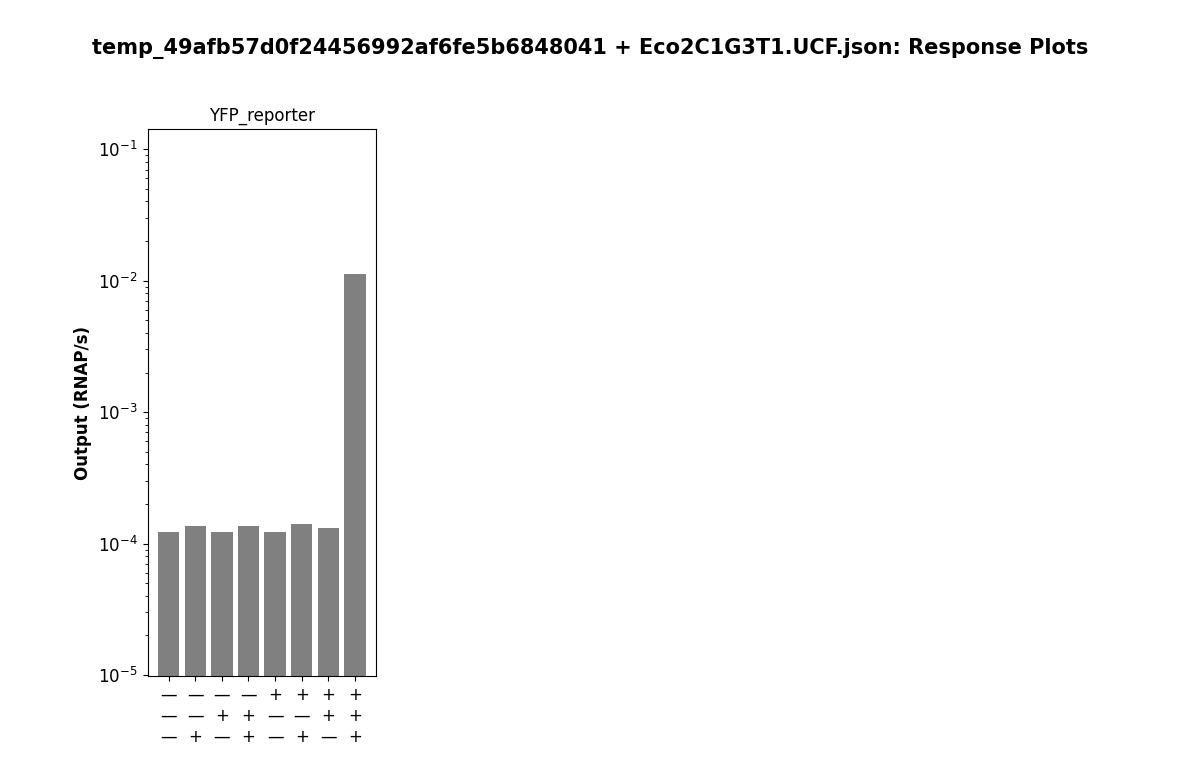 temp_49afb57d0f24456992af6fe5b6848041 + Eco2C1G3T1.UCF.json: Response Plots
YFP_reporter
Output (RNAP/s)
10⁻¹
10⁻²
10⁻³
10⁻⁴
10⁻⁵
— — — — + + + +
— — + + — — + +
— + — + — + — +